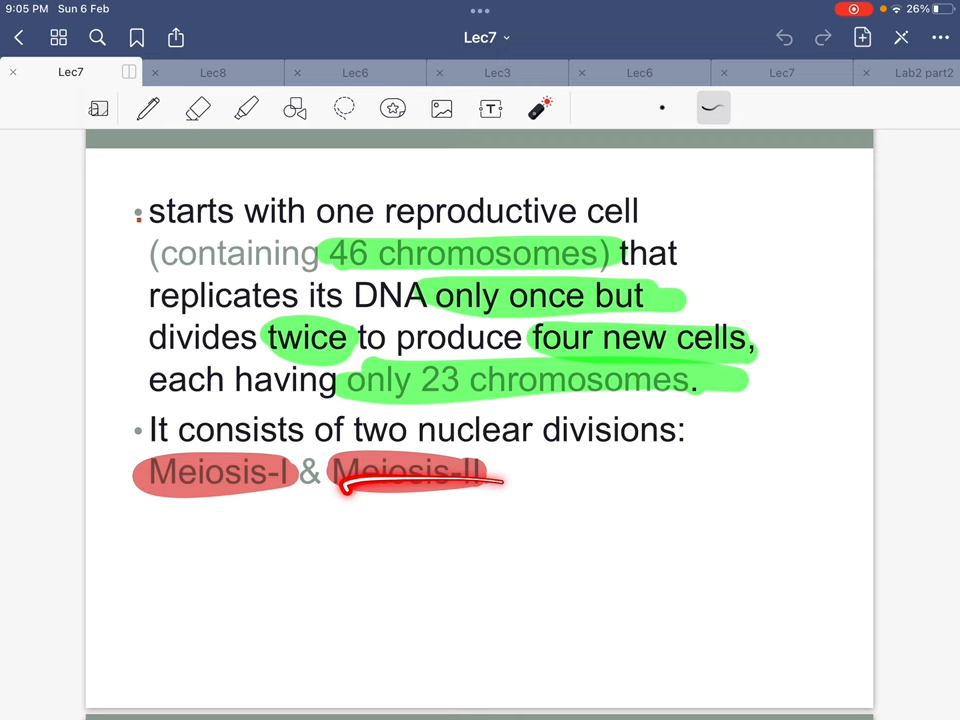 9:05 PM Sun 6 Feb
26%
Lec7
Lec7
Lec8
Lec6
Lec3
Lec6
Lec7
Lab2 part2
T
• starts with one reproductive cell
(containing 46 chromosomes) that
replicates its DNA only once but
divides twice to produce four new cells,
each having only 23 chromosomes.
• It consists of two nuclear divisions:
Meiosis-I & Meiosis-II